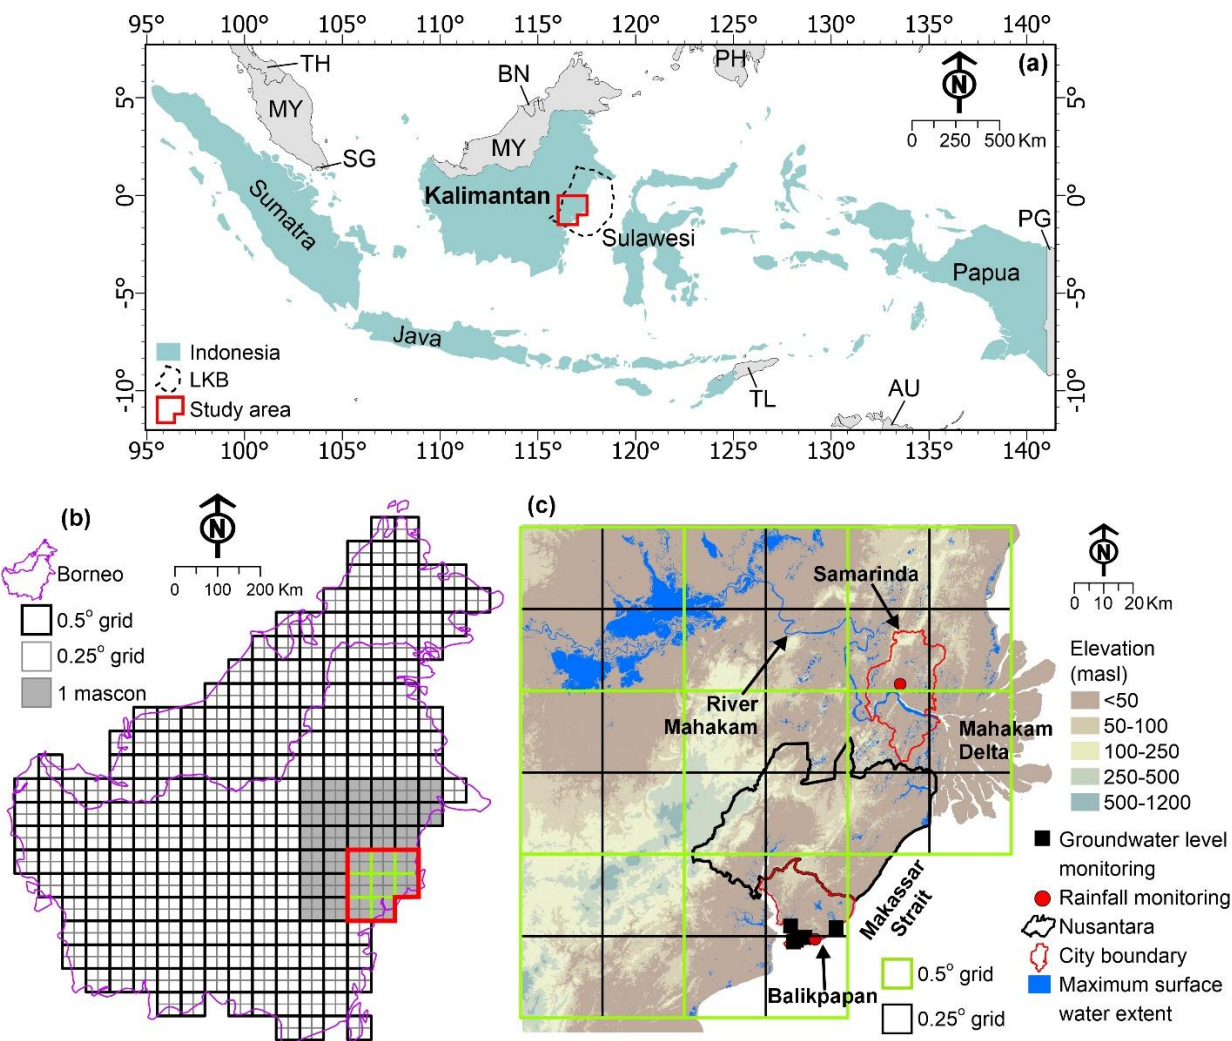 95° 100° 105° 110° 115° 120° 125° 130° 135° 140°
(a)
TH
BN
PH
N
MY
5°
5°
0 250 500 Km
SG
MY
0°
Kalimantan
0°
Sumatra
PG
Sulawesi
Papua
-5°
-5°
Java
Indonesia
LKB
Study area
-10°
TL
AU
-10°
95° 100° 105° 110° 115° 120° 125° 130° 135° 140°
(b)
N
Borneo
0 100 200 Km
0.5° grid
0.25° grid
1 mascon
(c)
N
Samarinda
0 10 20 Km
River
Mahakam
Mahakam
Delta
Makassar
Strait
Balikpapan
0.5° grid
0.25° grid
Elevation
(masl)
<50
50-100
100-250
250-500
500-1200
Groundwater level
monitoring
Rainfall monitoring
Nusantara
City boundary
Maximum surface
water extent